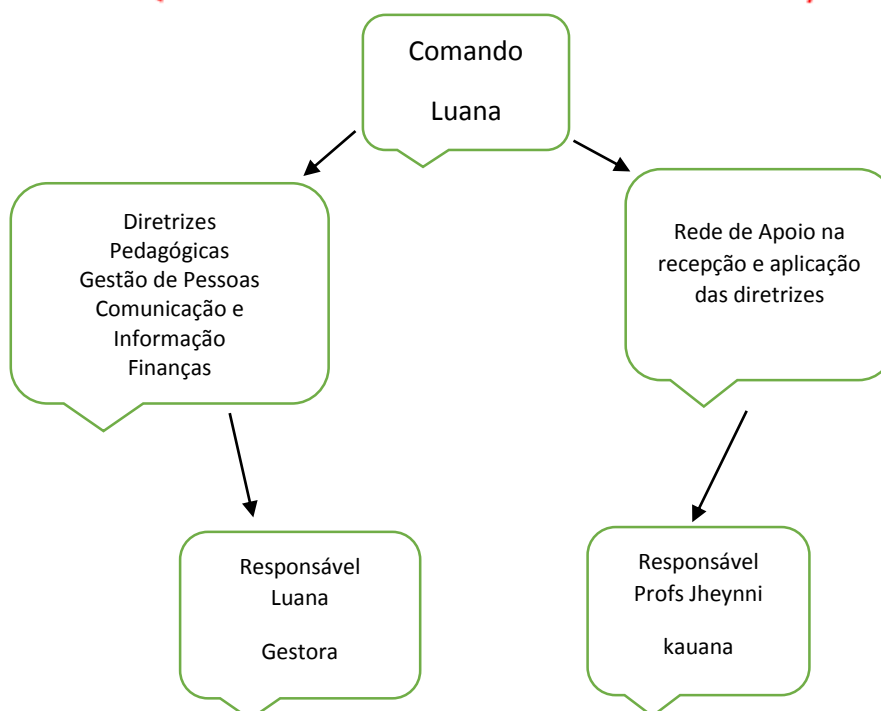 Comando
Luana
Diretrizes
Pedagógicas
Gestão de Pessoas
Comunicação e
Informação
Finanças
Rede de Apoio na
recepção e aplicação
das diretrizes
Responsável
Luana
Gestora
Responsável
Profs Jheynni
kauana